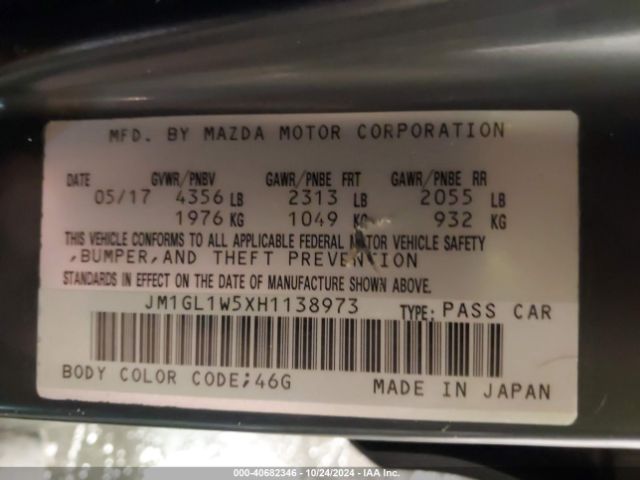 MFD. BY MAZDA MOTOR CORPORATION
DATE GVWR/PNBV GAWR/PNBE FRT GAWR/PNBE RR
05/17 4356 LB 2313 LB 2055 LB
1976 KG 1049 KG 932 KG
THIS VEHICLE CONFORMS TO ALL APPLICABLE FEDERAL MOTOR VEHICLE SAFETY
,BUMPER,AND THEFT PREVENTION
STANDARDS IN EFFECT ON THE DATE OF MANUFACTURE SHOWN ABOVE.
JM1GL1W5XH1138973 TYPE: PASS CAR
BODY COLOR CODE;46G MADE IN JAPAN
000-40682346 • 10/24/2024 • IAA Inc.